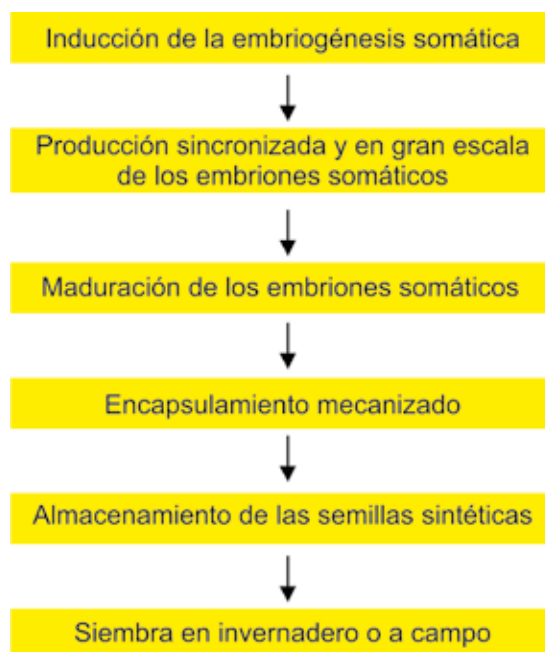 Inducción de la embriogénesis somática
Producción sincronizada y en gran escala
de los embriones somáticos
Maduración de los embriones somáticos
Encapsulamiento mecanizado
Almacenamiento de las semillas sintéticas
Siembra en invernadero o a campo